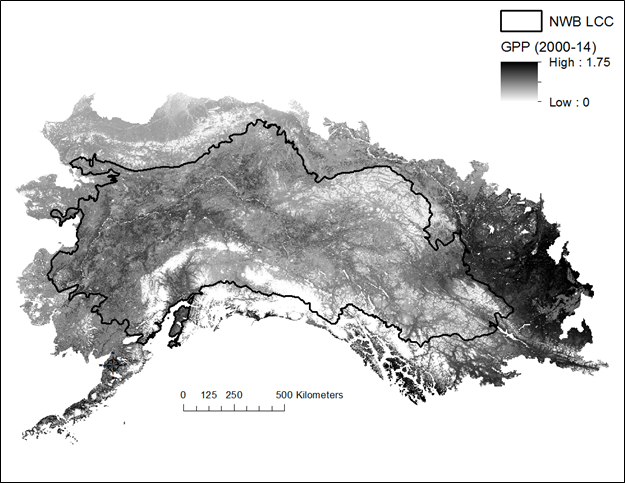 NWB LCC
GPP (2000-14)
High : 1.75
Low : 0
0 125 250 500 Kilometers